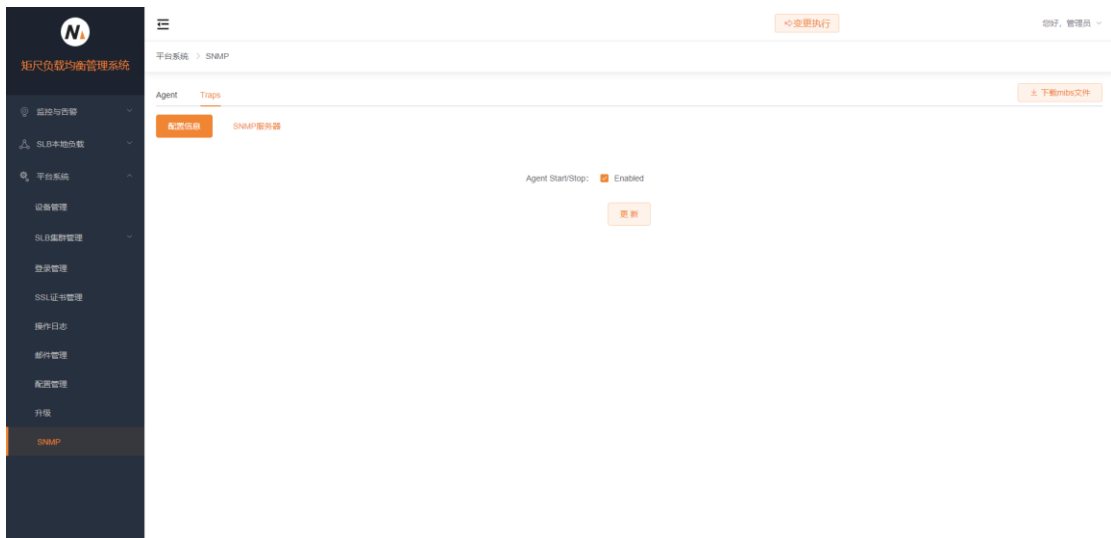 变更执行
您好，管理员
矩尺负载均衡管理系统
平台系统 > SNMP
Agent Traps
下载mibs文件
配置信息 SNMP服务器
监控与告警
SLB本地负载
平台系统
设备管理
SLB集群管理
登录管理
SSL证书管理
操作日志
邮件管理
配置管理
升级
SNMP
Agent Start/Stop: Enabled
更新